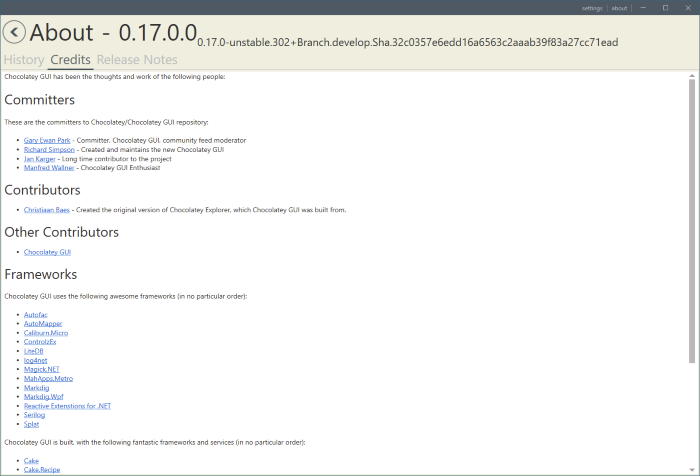 settings about
About - 0.17.0.0 0.17.0-unstable.302+Branch.develop.Sha.32c0357e6edd16a6563c2aaab39f83a27cc71ead
History Credits Release Notes
Chocolatey GUI has been the thoughts and work of the following people:
Committers
These are the committers to Chocolatey/Chocolatey GUI repository:
• Gary Ewan Park - Committer. Chocolatey GUI. community feed moderator
• Richard Simpson - Created and maintains the new Chocolatey GUI
• Jan Karger - Long time contributor to the project
• Manfred Wallner - Chocolatey GUI Enthusiast
Contributors
• Christiaan Baes - Created the original version of Chocolatey Explorer, which Chocolatey GUI was built from.
Other Contributors
• Chocolatey GUI
Frameworks
Chocolatey GUI uses the following awesome frameworks (in no particular order):
• Autofac
• AutoMapper
• Caliburn.Micro
• ControlzEx
• LiteDB
• log4net
• Magick.NET
• MahApps.Metro
• Markdig
• Markdig.Wpf
• Reactive Extenstions for .NET
• Serilog
• Splat
Chocolatey GUI is built, with the following fantastic frameworks and services (in no particular order):
• Cake
• Cake.Recipe